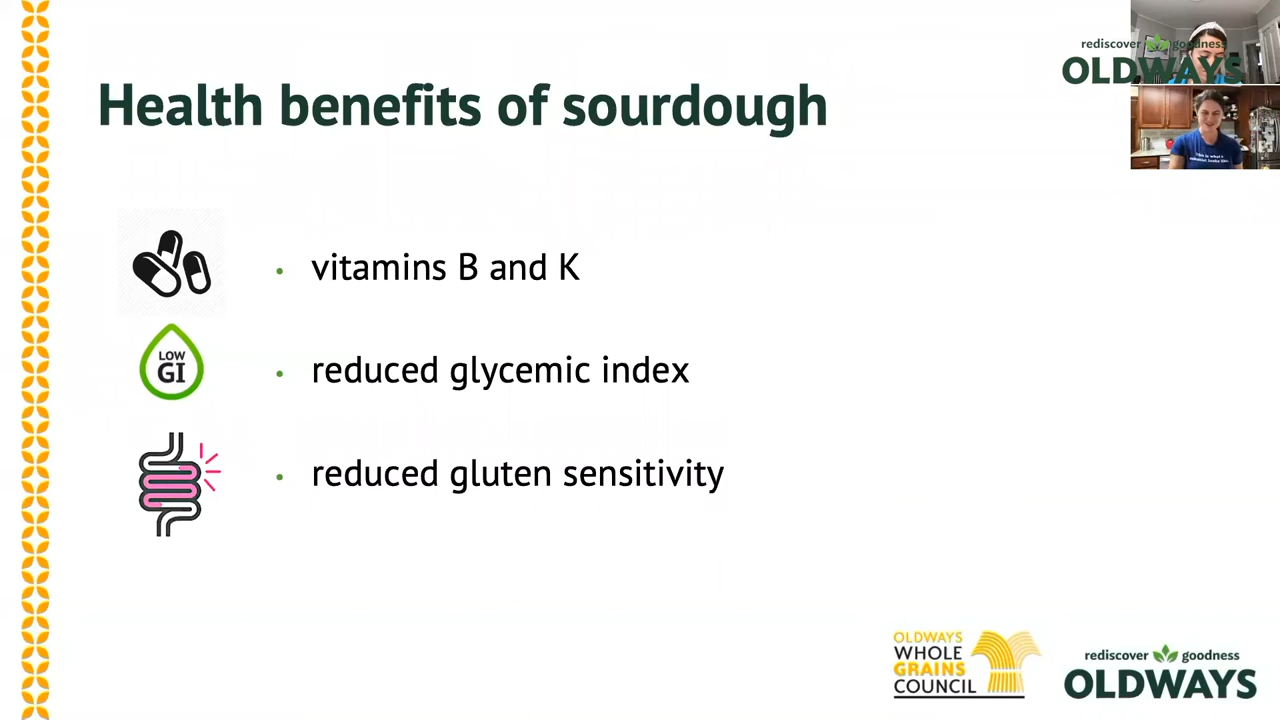 rediscover goodness
OLDWAYS
Health benefits of sourdough
• vitamins B and K
LOW
GI
• reduced glycemic index
• reduced gluten sensitivity
OLDWAYS
WHOLE
GRAINS
COUNCIL
rediscover goodness
OLDWAYS